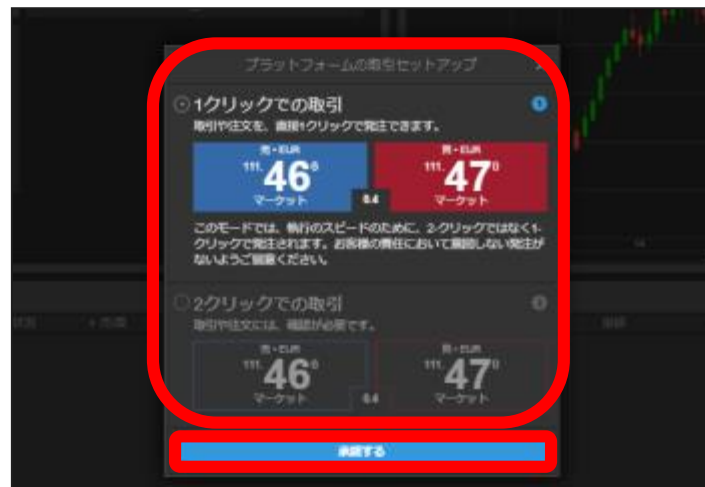 プラットフォームの取引セットアップ
1クリックでの取引
取引や注文を、直接1クリックで発注できます。
売・EUR
111.
46
マーケット
0.4
111.
47
0
マーケット
このモードでは、執行のスピードのために、2-クリックではなく1-
クリックで発注されます。お客様の責任において意図しない発注が
ないようご留意ください。
2クリックでの取引
取引や注文には、確認が必要です。
111.
46
マーケット
0.4
111.
47
マーケット
承認する